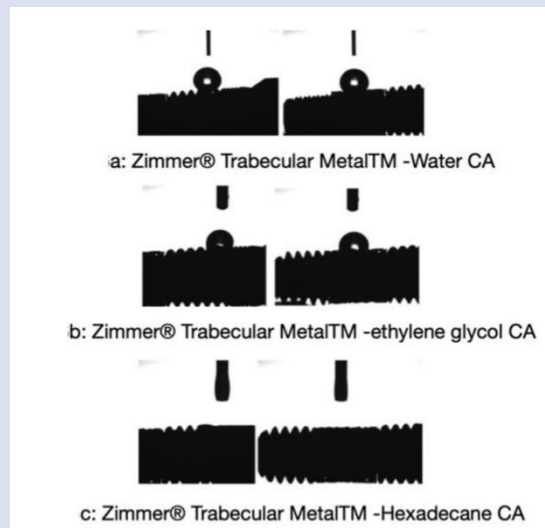 a: Zimmer® Trabecular MetalTM -Water CA
b: Zimmer® Trabecular MetalTM -ethylene glycol CA
c: Zimmer® Trabecular MetalTM -Hexadecane CA